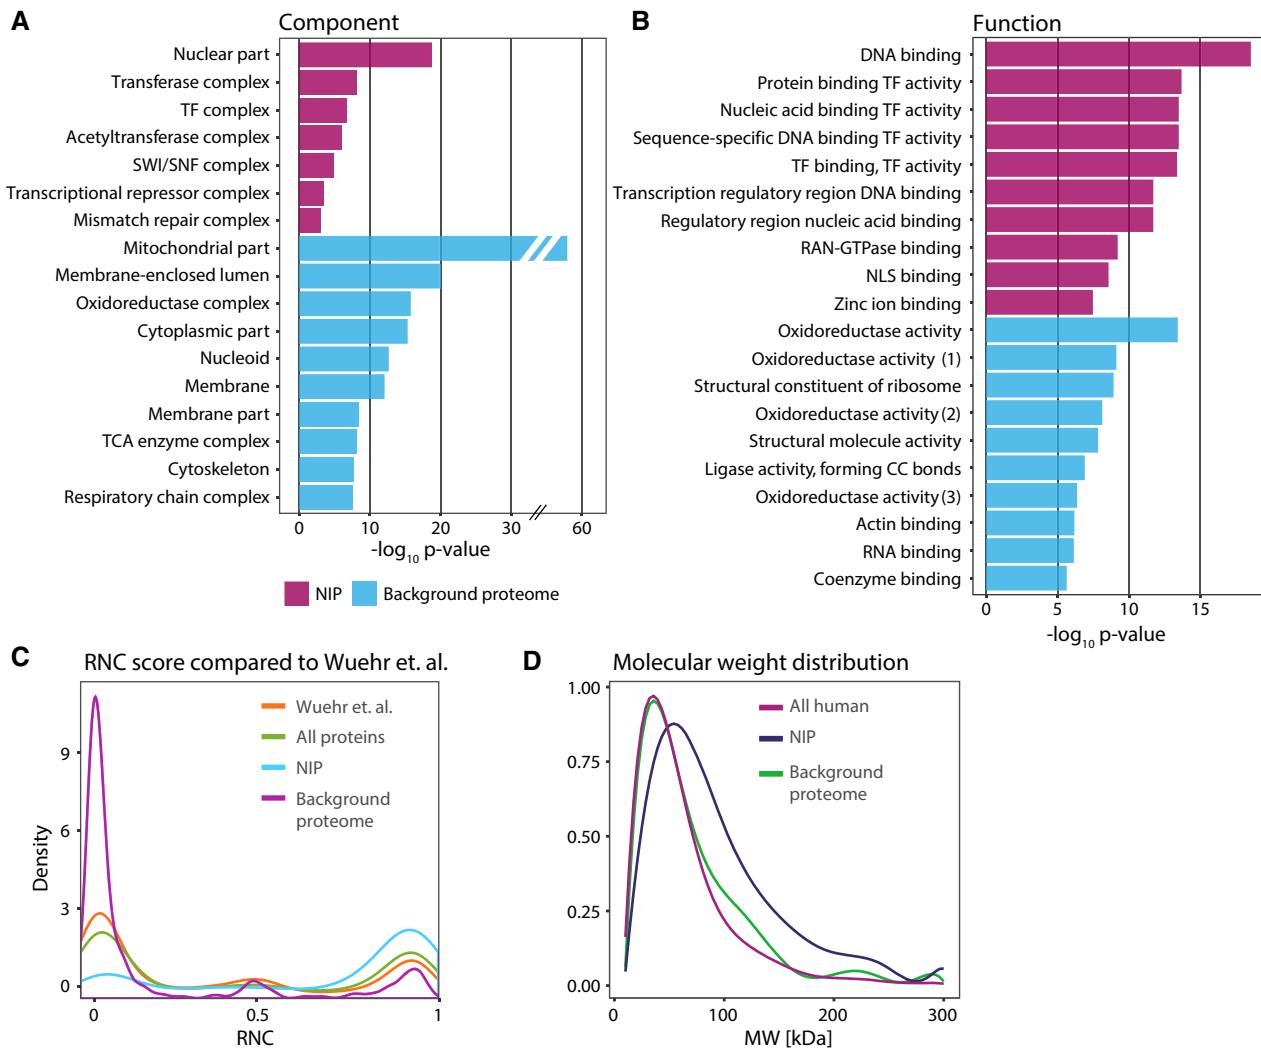 A
Component
Nuclear part
Transferase complex
TF complex
Acetyltransferase complex
SWI/SNF complex
Transcriptional repressor complex
Mismatch repair complex
Mitochondrial part
Membrane-enclosed lumen
Oxidoreductase complex
Cytoplasmic part
Nucleoid
Membrane
Membrane part
TCA enzyme complex
Cytoskeleton
Respiratory chain complex
0 10 20 30 60
-log10 p-value
NIP Background proteome
B
Function
DNA binding
Protein binding TF activity
Nucleic acid binding TF activity
Sequence-specific DNA binding TF activity
TF binding, TF activity
Transcription regulatory region DNA binding
Regulatory region nucleic acid binding
RAN-GTPase binding
NLS binding
Zinc ion binding
Oxidoreductase activity
Oxidoreductase activity (1)
Structural constituent of ribosome
Oxidoreductase activity (2)
Structural molecule activity
Ligase activity, forming CC bonds
Oxidoreductase activity (3)
Actin binding
RNA binding
Coenzyme binding
0 5 10 15
-log10 p-value
C
RNC score compared to Wuehr et. al.
Wuehr et. al.
All proteins
NIP
Background
proteome
Density
9
6
3
0
0 0.5 1
RNC
D
Molecular weight distribution
All human
NIP
Background
proteome
1.00
0.75
0.50
0.25
0.00
0 100 200 300
MW [kDa]